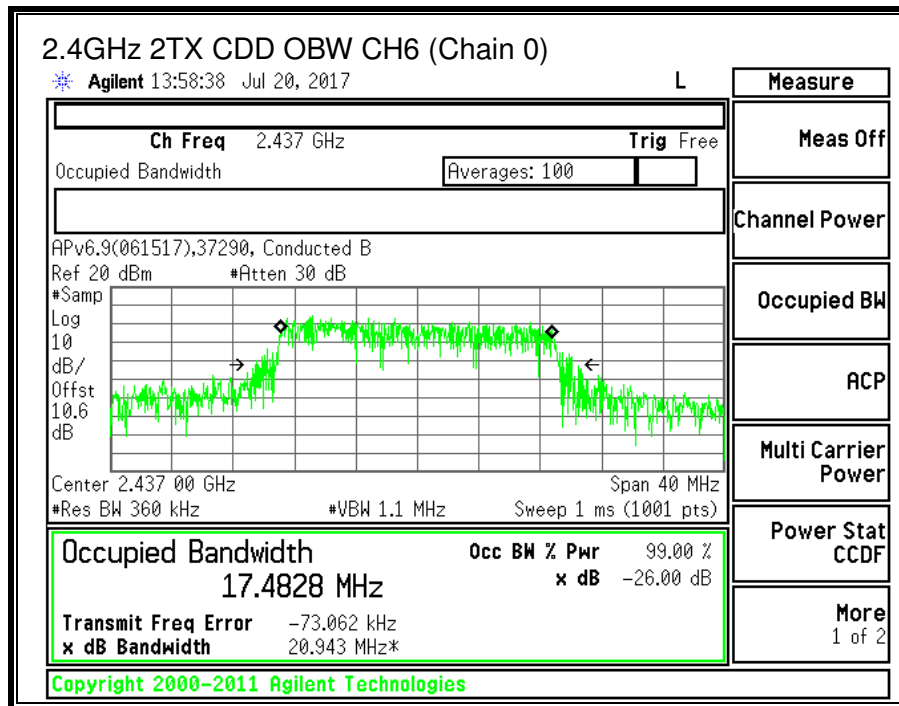 2.4GHz 2TX CDD OBW CH6 (Chain 0)
Agilent 13:58:38 Jul 20, 2017 L
Measure
Ch Freq 2.437 GHz Trig Free
Meas Off
Occupied Bandwidth Averages: 100
Channel Power
APv6.9(061517),37290, Conducted B
Ref 20 dBm #Atten 30 dB
#Samp
Log
10
dB/
Offst
10.6
dB
Occupied BW
ACP
Multi Carrier
Power
Center 2.437 00 GHz Span 40 MHz
#Res BW 360 kHz #VBW 1.1 MHz Sweep 1 ms (1001 pts)
Power Stat
CCDF
Occupied Bandwidth Occ BW % Pwr 99.00 %
17.4828 MHz x dB -26.00 dB
Transmit Freq Error -73.062 kHz
x dB Bandwidth 20.943 MHz*
More
1 of 2
Copyright 2000-2011 Agilent Technologies